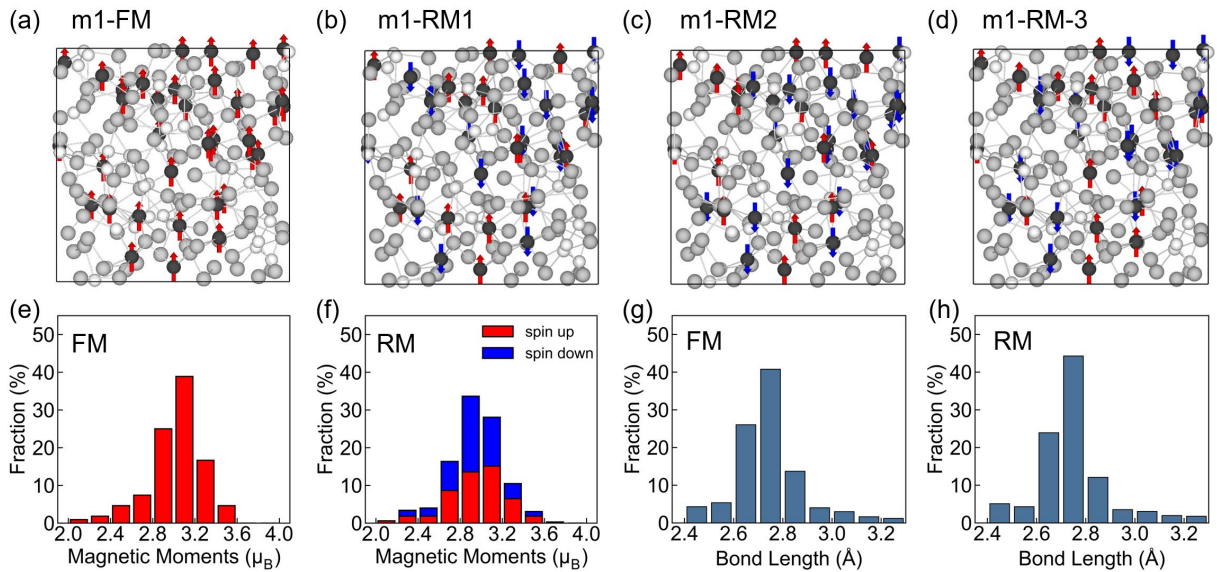 (a) m1-FM
(b) m1-RM1
(c) m1-RM2
(d) m1-RM-3
(e)
FM
50
40
30
20
10
0
Fraction (%)
2.0 2.4 2.8 3.2 3.6 4.0
Magnetic Moments (μB)
(f)
RM
spin up
spin down
50
40
30
20
10
0
Fraction (%)
2.0 2.4 2.8 3.2 3.6 4.0
Magnetic Moments (μB)
(g)
FM
50
40
30
20
10
0
Fraction (%)
2.4 2.6 2.8 3.0 3.2
Bond Length (Å)
(h)
RM
50
40
30
20
10
0
Fraction (%)
2.4 2.6 2.8 3.0 3.2
Bond Length (Å)